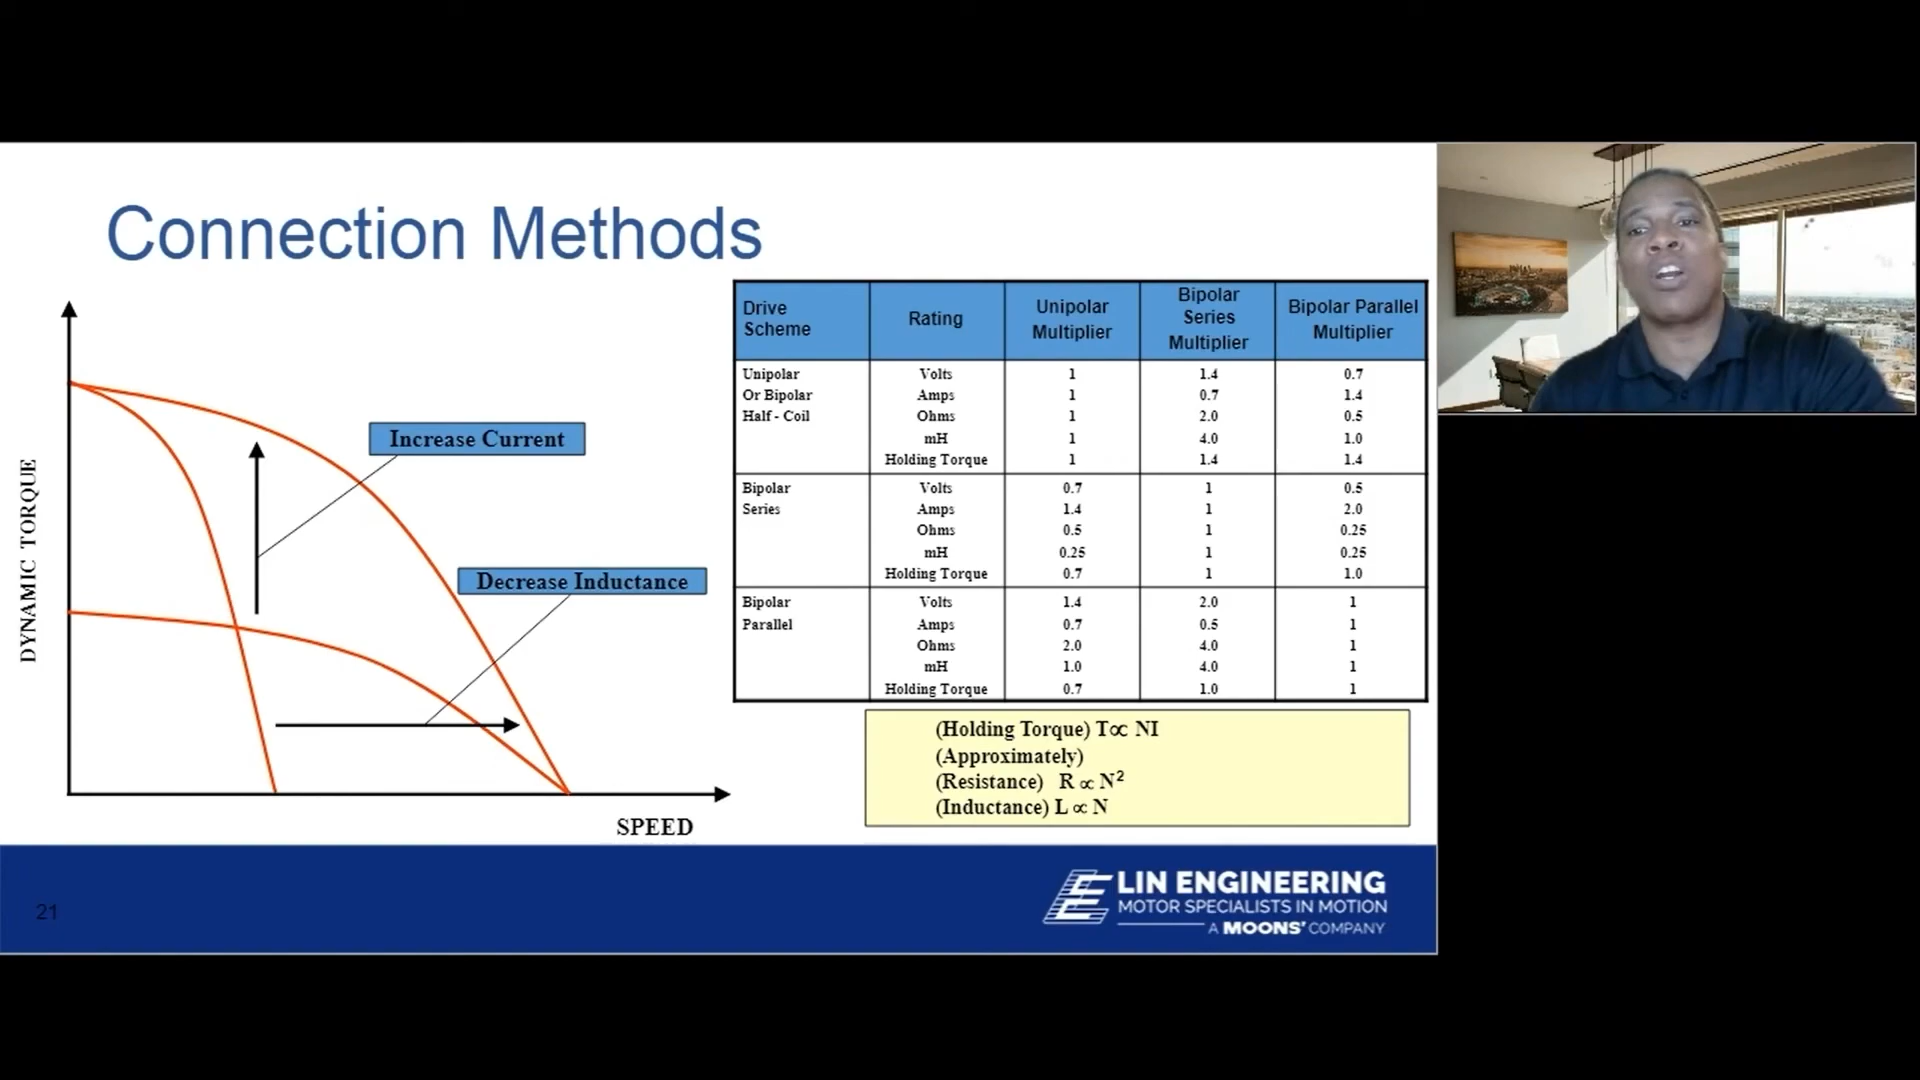 Connection Methods
DYNAMIC TORQUE
Increase Current
Decrease Inductance
SPEED
Drive Scheme Rating Unipolar Multiplier Bipolar Series Multiplier Bipolar Parallel Multiplier
Unipolar Volts 1 1.4 0.7
Or Bipolar Amps 1 0.7 1.4
Half - Coil Ohms 1 2.0 0.5
mH 1 4.0 1.0
Holding Torque 1 1.4 1.4
Bipolar Volts 0.7 1 0.5
Series Amps 1.4 1 2.0
Ohms 0.5 1 0.25
mH 0.25 1 0.25
Holding Torque 0.7 1 1.0
Bipolar Volts 1.4 2.0 1
Parallel Amps 0.7 0.5 1
Ohms 2.0 4.0 1
mH 1.0 4.0 1
Holding Torque 0.7 1.0 1
(Holding Torque) T∝ NI
(Approximately)
(Resistance) R ∝ N²
(Inductance) L ∝ N
21
LIN ENGINEERING
MOTOR SPECIALISTS IN MOTION
A MOONS' COMPANY